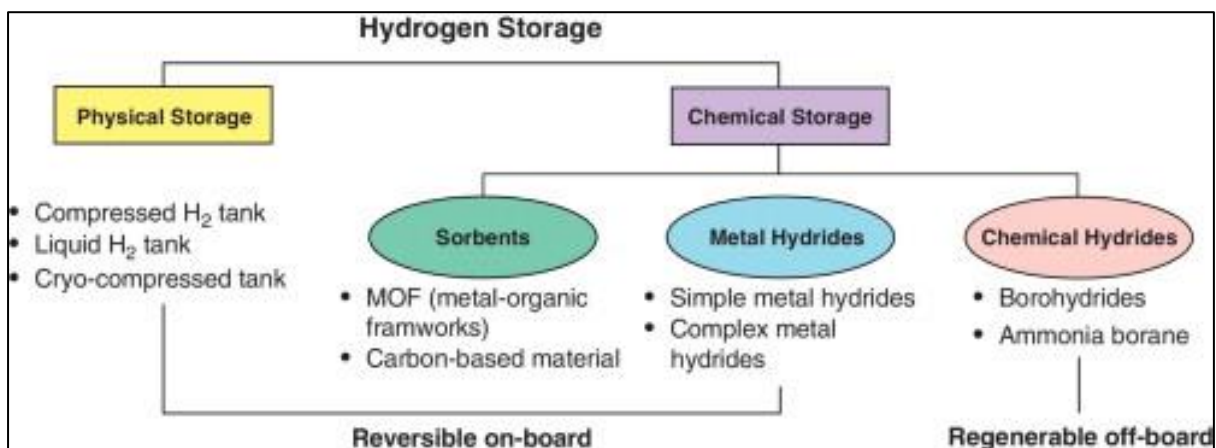 Hydrogen Storage
Physical Storage
Chemical Storage
• Compressed H₂ tank
• Liquid H₂ tank
• Cryo-compressed tank
Sorbents
• MOF (metal-organic
framworks)
• Carbon-based material
Metal Hydrides
• Simple metal hydrides
• Complex metal
hydrides
Chemical Hydrides
• Borohydrides
• Ammonia borane
Reversible on-board
Regenerable off-board